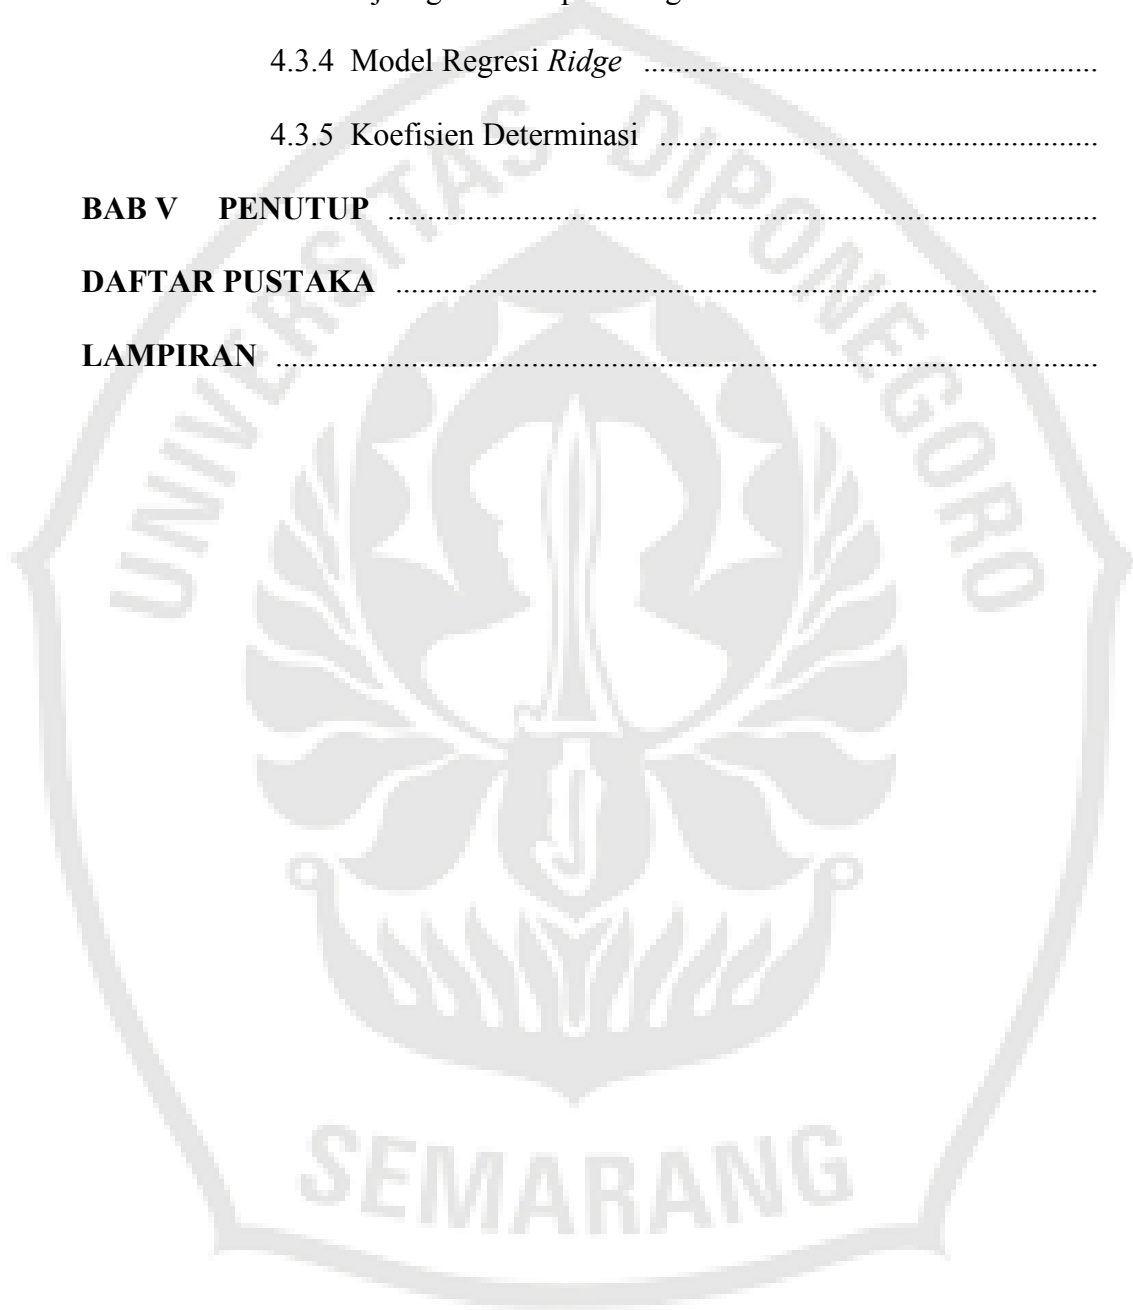 4.3.4 Model Regresi Ridge ............................................................
4.3.5 Koefisien Determinasi ..........................................................
BAB V PENUTUP ...............................................................................................
DAFTAR PUSTAKA .............................................................................................
LAMPIRAN .............................................................................................................
UNIVERSITAS DIPONEGORO
SEMARANG